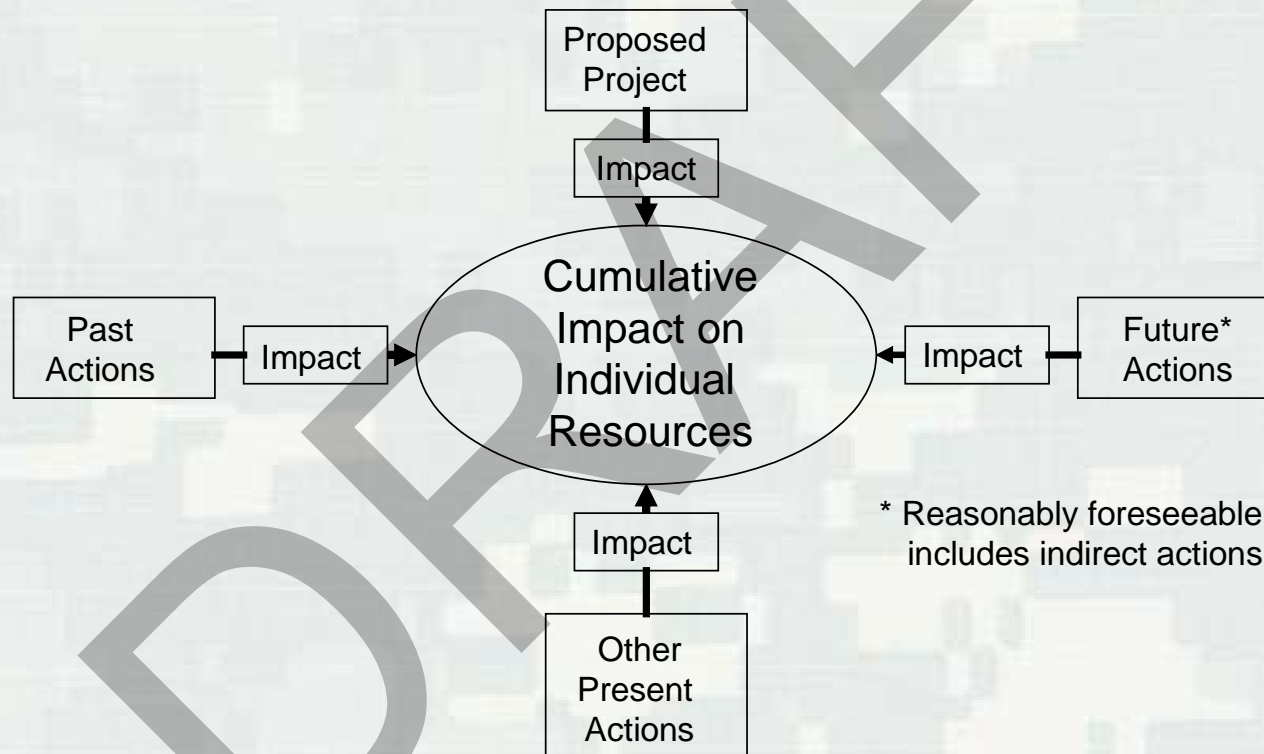 Proposed
Project
Impact
Cumulative
Impact on
Individual
Resources
Past
Actions
Impact
Impact
Future*
Actions
Impact
Other
Present
Actions
* Reasonably foreseeable
includes indirect actions
DRAF